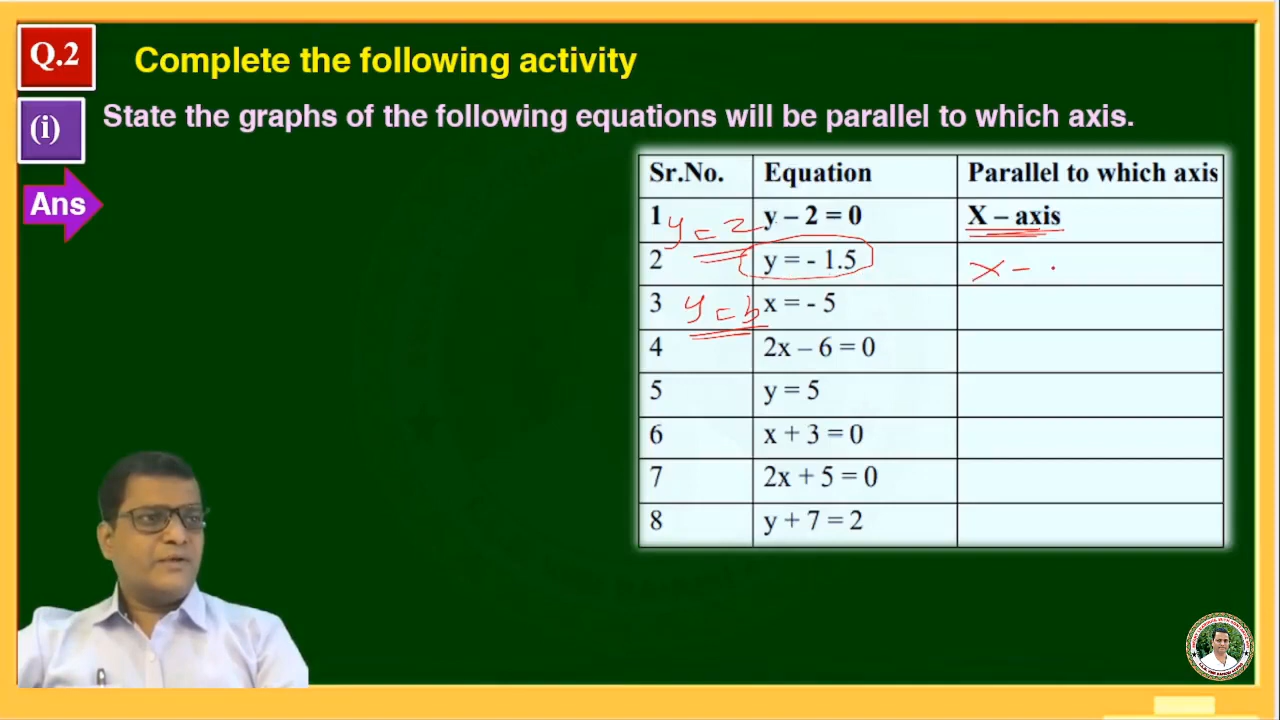 Q.2 Complete the following activity
(i) State the graphs of the following equations will be parallel to which axis.
Ans
Sr.No. Equation Parallel to which axis
1 y = 2 y – 2 = 0 X – axis
2 y = - 1.5 x -
3 y = b x = - 5
4 2x – 6 = 0
5 y = 5
6 x + 3 = 0
7 2x + 5 = 0
8 y + 7 = 2